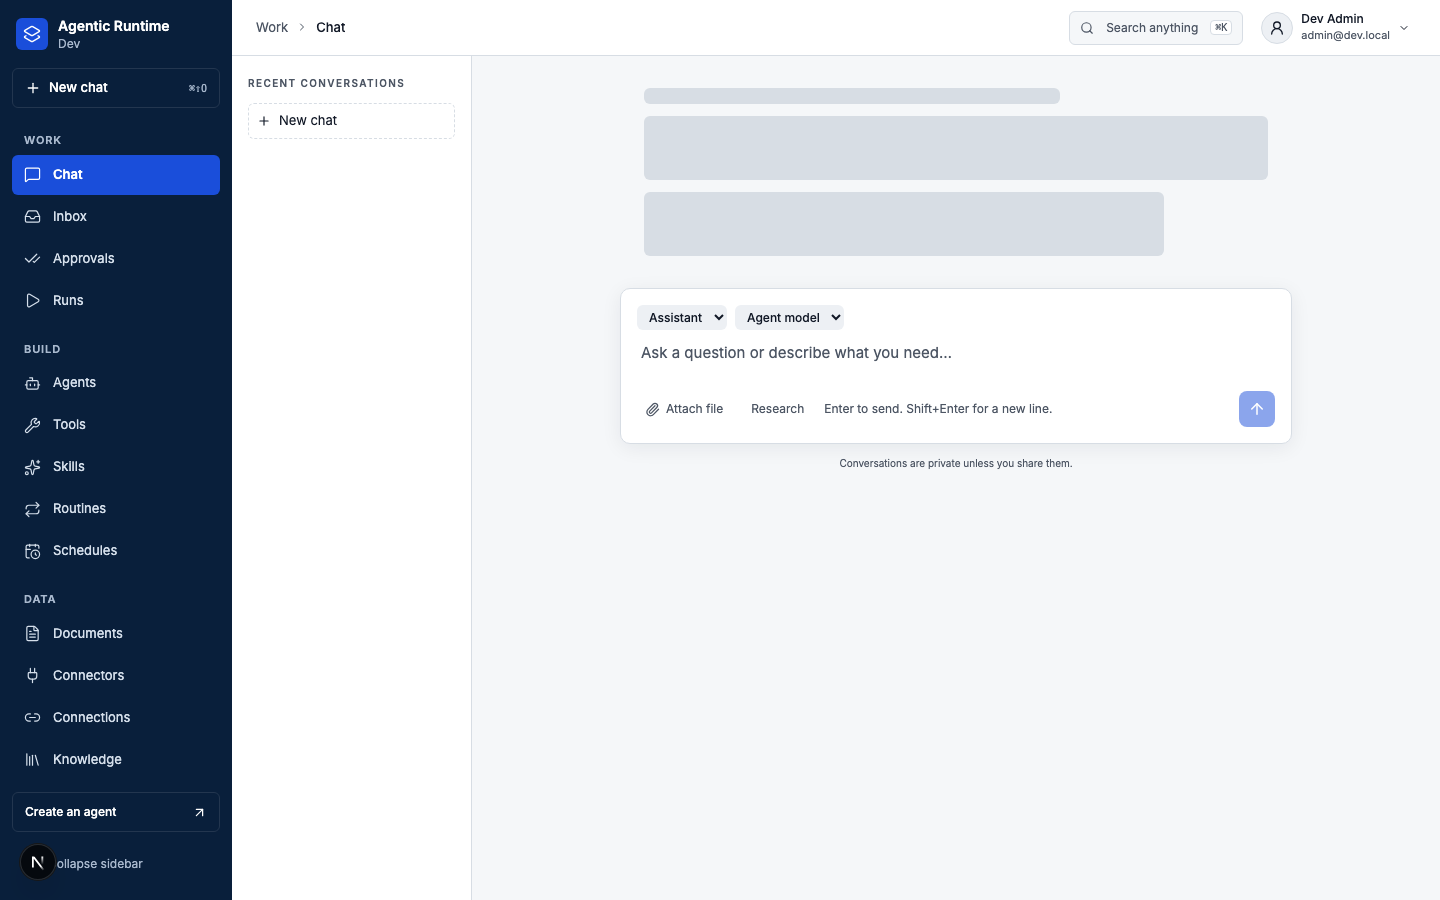 Agentic Runtime
Dev
New chat ⌘⇧O
WORK
Chat
Inbox
Approvals
Runs
BUILD
Agents
Tools
Skills
Routines
Schedules
DATA
Documents
Connectors
Connections
Knowledge
Create an agent
N ollapse sidebar
Work > Chat
Search anything ⌘K
Dev Admin
admin@dev.local
RECENT CONVERSATIONS
New chat
Assistant Agent model
Ask a question or describe what you need...
Attach file Research Enter to send. Shift+Enter for a new line.
Conversations are private unless you share them.